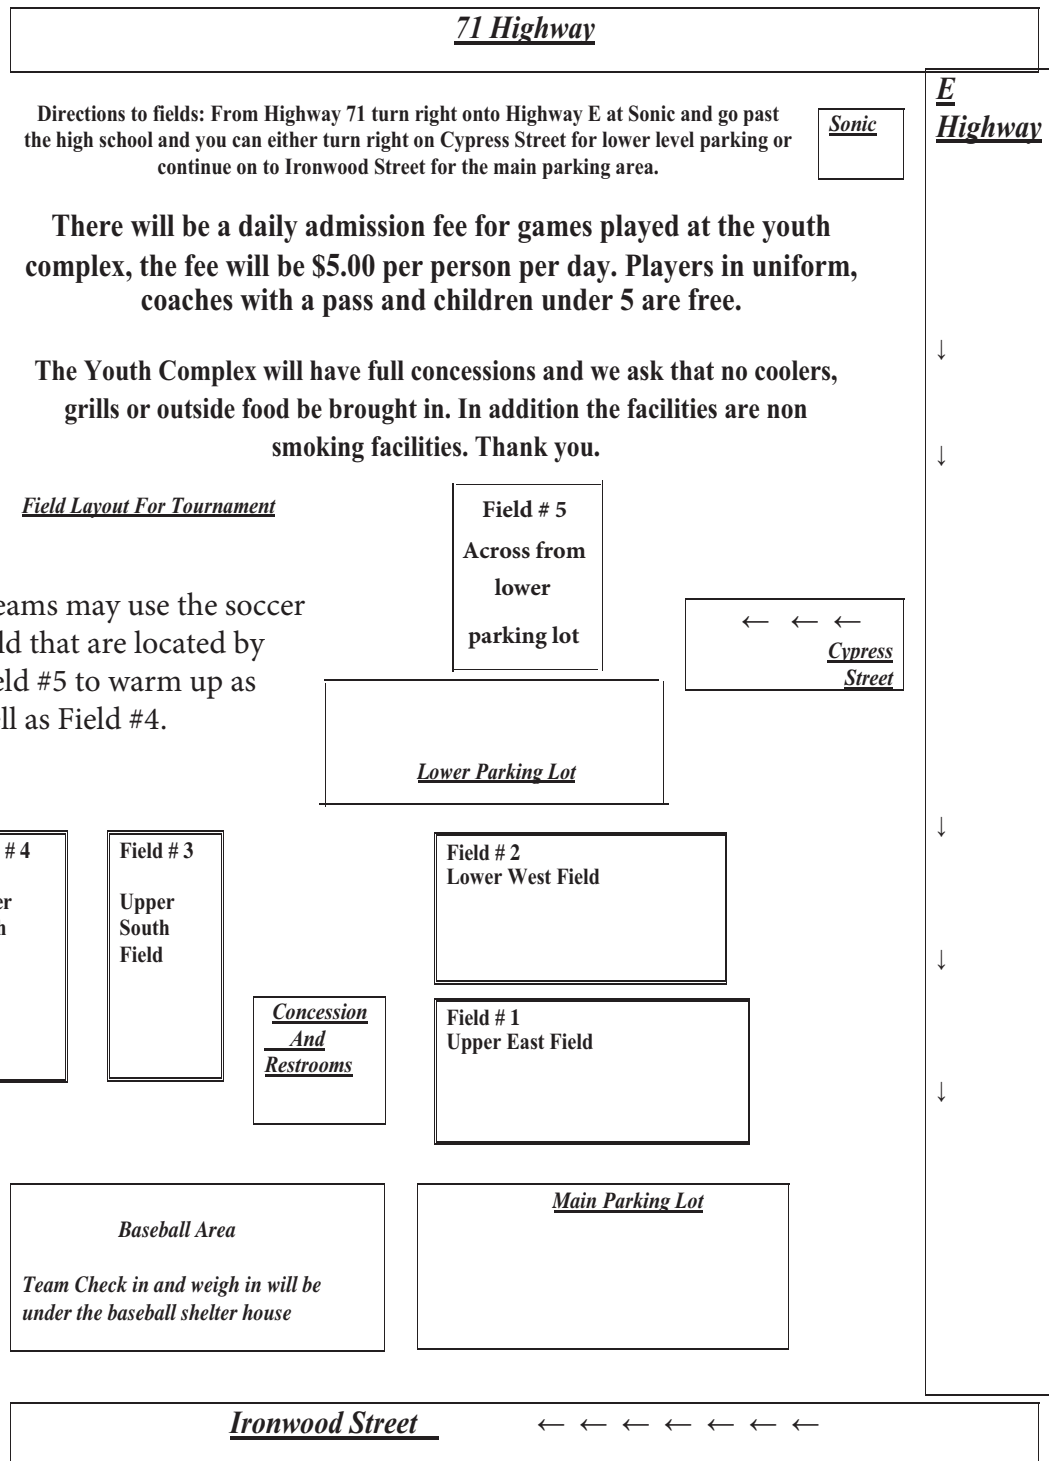 71 Highway
E
Highway
Directions to fields: From Highway 71 turn right onto Highway E at Sonic and go past
the high school and you can either turn right on Cypress Street for lower level parking or
continue on to Ironwood Street for the main parking area.
Sonic
There will be a daily admission fee for games played at the youth
complex, the fee will be $5.00 per person per day. Players in uniform,
coaches with a pass and children under 5 are free.
↓
The Youth Complex will have full concessions and we ask that no coolers,
grills or outside food be brought in. In addition the facilities are non
smoking facilities. Thank you.
↓
Field Layout For Tournament
Field # 5
Across from
lower
parking lot
eams may use the soccer
ld that are located by
eld #5 to warm up as
ll as Field #4.
← ← ←
Cypress
Street
Lower Parking Lot
↓
# 4
er
h
Field # 3
Upper
South
Field
Field # 2
Lower West Field
↓
Concession
And
Restrooms
Field # 1
Upper East Field
↓
Baseball Area
Team Check in and weigh in will be
under the baseball shelter house
Main Parking Lot
Ironwood Street ← ← ← ← ← ← ←